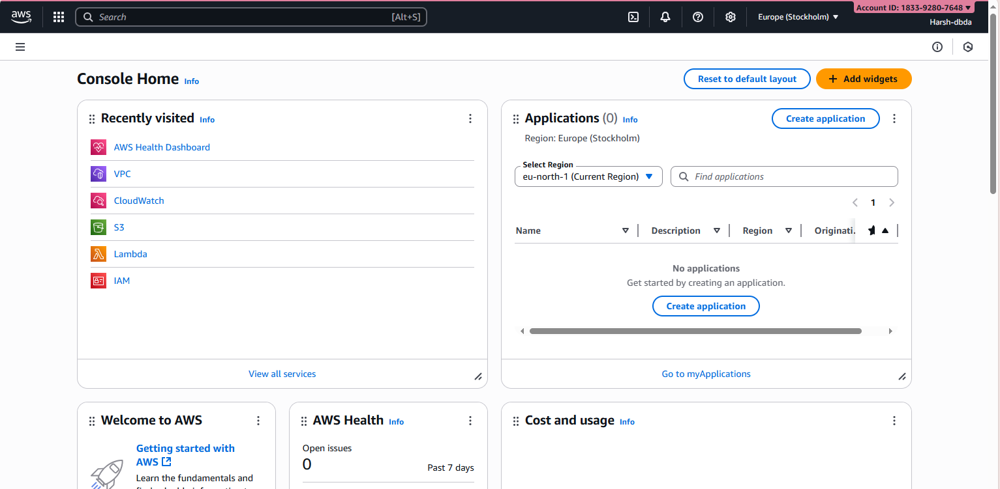 aws
Search [Alt+S]
Europe (Stockholm)
Account ID: 1833-9280-7648
Harsh-dbda
Console Home Info
Reset to default layout
Add widgets
Recently visited Info
AWS Health Dashboard
VPC
CloudWatch
S3
Lambda
IAM
View all services
Applications (0) Info
Create application
Region: Europe (Stockholm)
Select Region
eu-north-1 (Current Region)
Find applications
1
Name Description Region Originati.
No applications
Get started by creating an application.
Create application
Go to myApplications
Welcome to AWS
Getting started with
AWS
Learn the fundamentals and
AWS Health Info
Open issues
0
Past 7 days
Cost and usage Info